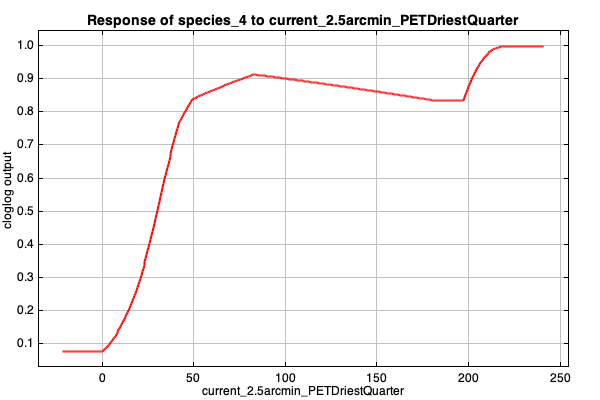 Response of species_4 to current_2.5arcmin_PETDriestQuarter
cloglog output
1.0
0.9
0.8
0.7
0.6
0.5
0.4
0.3
0.2
0.1
0 50 100 150 200 250
current_2.5arcmin_PETDriestQuarter